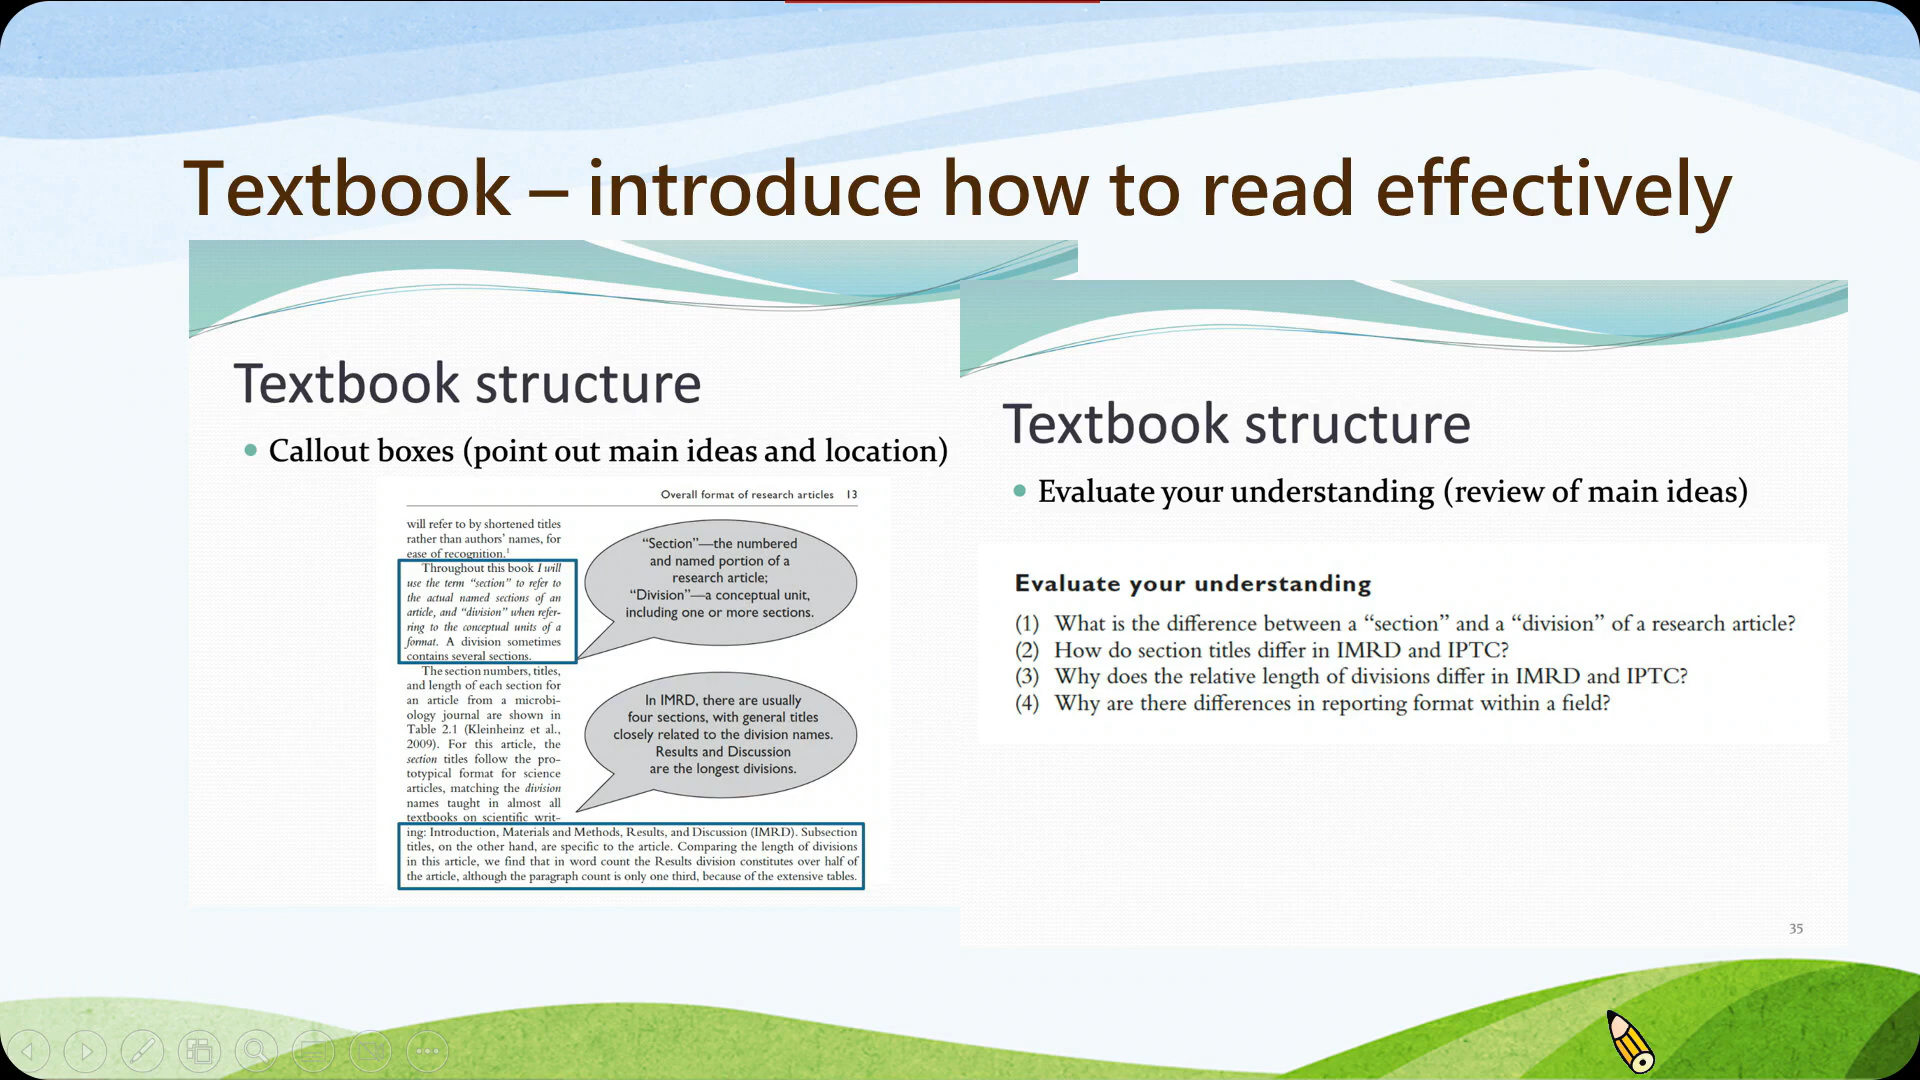 Textbook – introduce how to read effectively
Textbook structure
• Callout boxes (point out main ideas and location)
Overall format of research articles 13
will refer to by shortened titles
rather than authors’ names, for
ease of recognition.¹
Throughout this book I will
use the term “section” to refer to
the actual named sections of an
article, and “division” when refer-
ring to the conceptual units of a
format. A division sometimes
contains several sections.
The section numbers, titles,
and length of each section for
an article from a microbi-
ology journal are shown in
Table 2.1 (Kleinheinz et al.,
2009). For this article, the
section titles follow the pro-
totypical format for science
articles, matching the division
names taught in almost all
textbooks on scientific writ-
ing: Introduction, Materials and Methods, Results, and Discussion (IMRD). Subsection
titles, on the other hand, are specific to the article. Comparing the length of divisions
in this article, we find that in word count the Results division constitutes over half of
the article, although the paragraph count is only one third, because of the extensive tables.
“Section”—the numbered
and named portion of a
research article;
“Division”—a conceptual unit,
including one or more sections.
In IMRD, there are usually
four sections, with general titles
closely related to the division names.
Results and Discussion
are the longest divisions.
Textbook structure
• Evaluate your understanding (review of main ideas)
Evaluate your understanding
(1) What is the difference between a “section” and a “division” of a research article?
(2) How do section titles differ in IMRD and IPTC?
(3) Why does the relative length of divisions differ in IMRD and IPTC?
(4) Why are there differences in reporting format within a field?
35